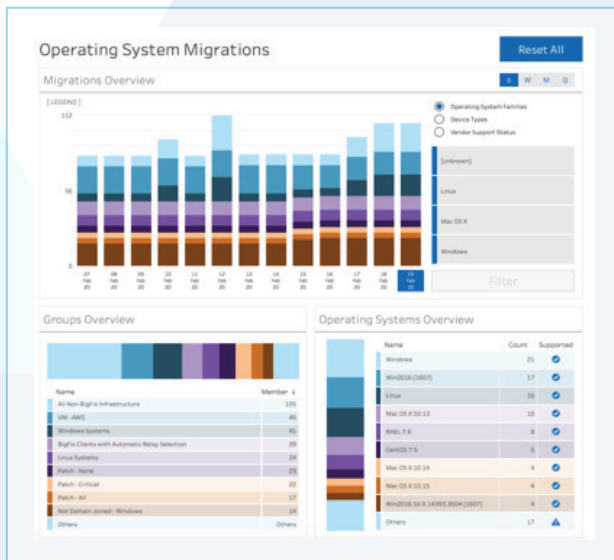 Operating System Migrations
Reset All
Migrations Overview
D W M Q
[ LEGEND ]
112
56
0
07 Feb 20
08 Feb 20
09 Feb 20
10 Feb 20
11 Feb 20
12 Feb 20
13 Feb 20
14 Feb 20
15 Feb 20
16 Feb 20
17 Feb 20
18 Feb 20
19 Feb 20
Operating System Families
Device Types
Vendor Support Status
[unknown]
Linux
Mac OS X
Windows
Filter
Groups Overview
Name Member ↓
All Non-BigFix Infrastructure 105
VM - AWS 45
Windows Systems 41
BigFix Clients with Automatic Relay Selection 29
Linux Systems 24
Patch - None 23
Patch - Critical 22
Patch - All 17
Not Domain Joined - Windows 14
Others Others
Operating Systems Overview
Name Count Supported
Windows 21
Win2016 (1607) 17
Linux 16
Mac OS X 10.13 10
RHEL 7.6 8
CentOS 7.5 5
Mac OS X 10.14 4
Mac OS X 10.15 4
Win2016 10.0.14393.3504 (1607) 4
Others 17